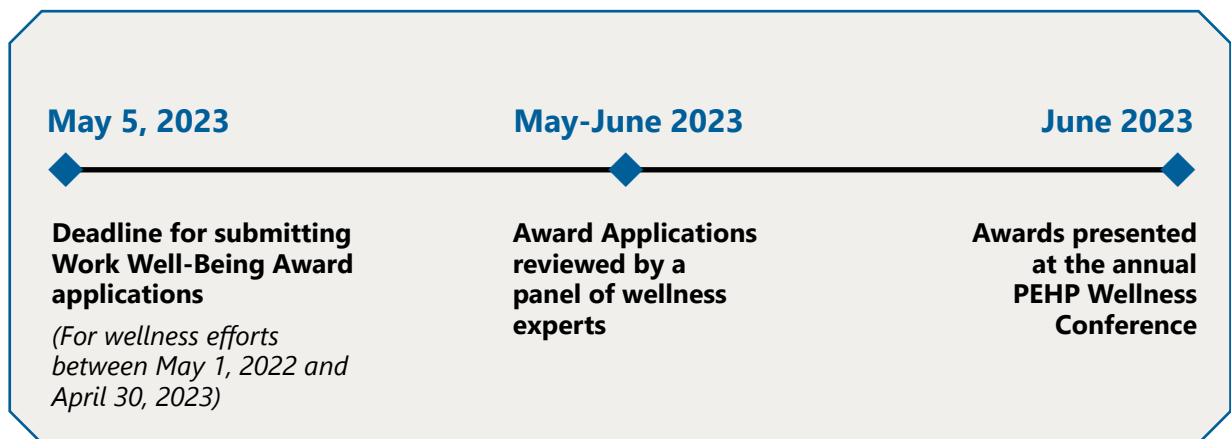 May 5, 2023
Deadline for submitting
Work Well-Being Award
applications
(For wellness efforts
between May 1, 2022 and
April 30, 2023)
May-June 2023
Award Applications
reviewed by a
panel of wellness
experts
June 2023
Awards presented
at the annual
PEHP Wellness
Conference